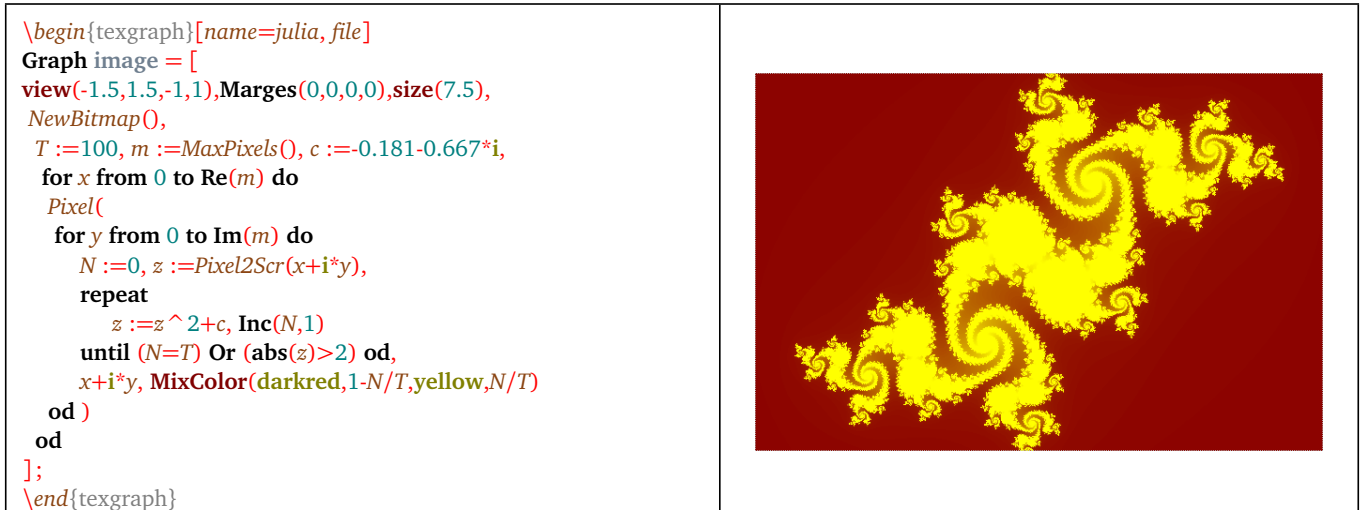 \begin{texgraph}[name=julia, file]
Graph image = [
view(-1.5,1.5,-1,1),Marges(0,0,0,0),size(7.5),
NewBitmap(),
T :=100, m :=MaxPixels(), c :=-0.181-0.667*i,
for x from 0 to Re(m) do
Pixel(
for y from 0 to Im(m) do
N :=0, z :=Pixel2Scr(x+i*y),
repeat
z :=z^2+c, Inc(N,1)
until (N=T) Or (abs(z)>2) od,
x+i*y, MixColor(darkred,1-N/T,yellow,N/T)
od )
od
];
\end{texgraph}